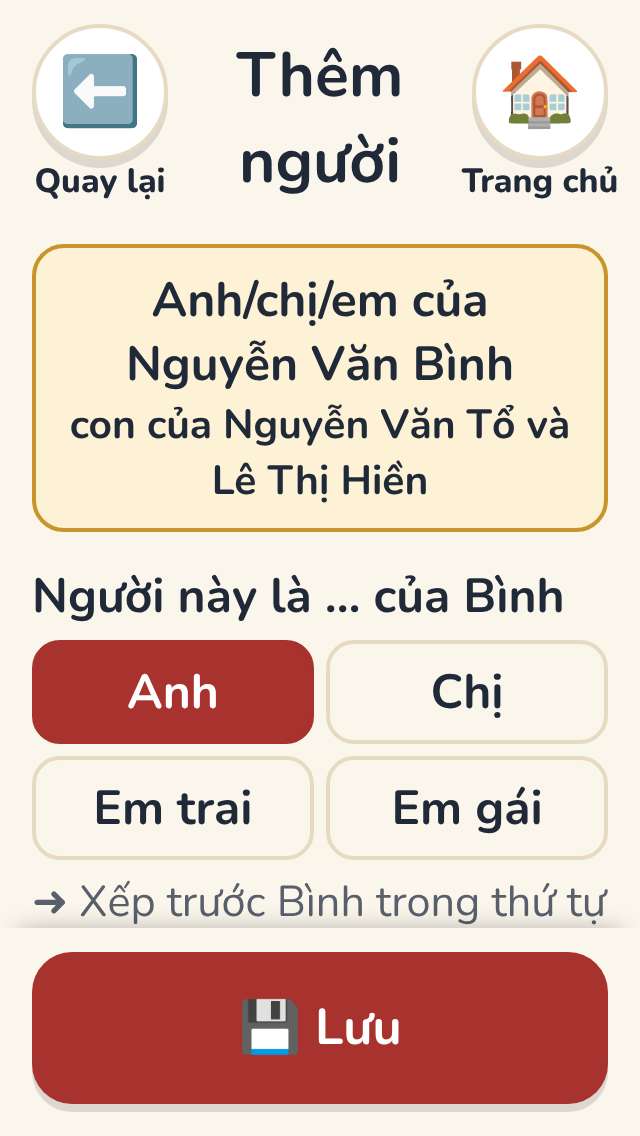 Thêm
người
Quay lại
Trang chủ
Anh/chị/em của
Nguyễn Văn Bình
con của Nguyễn Văn Tổ và
Lê Thị Hiền
Người này là ... của Bình
Anh
Chị
Em trai
Em gái
➜ Xếp trước Bình trong thứ tự
Lưu